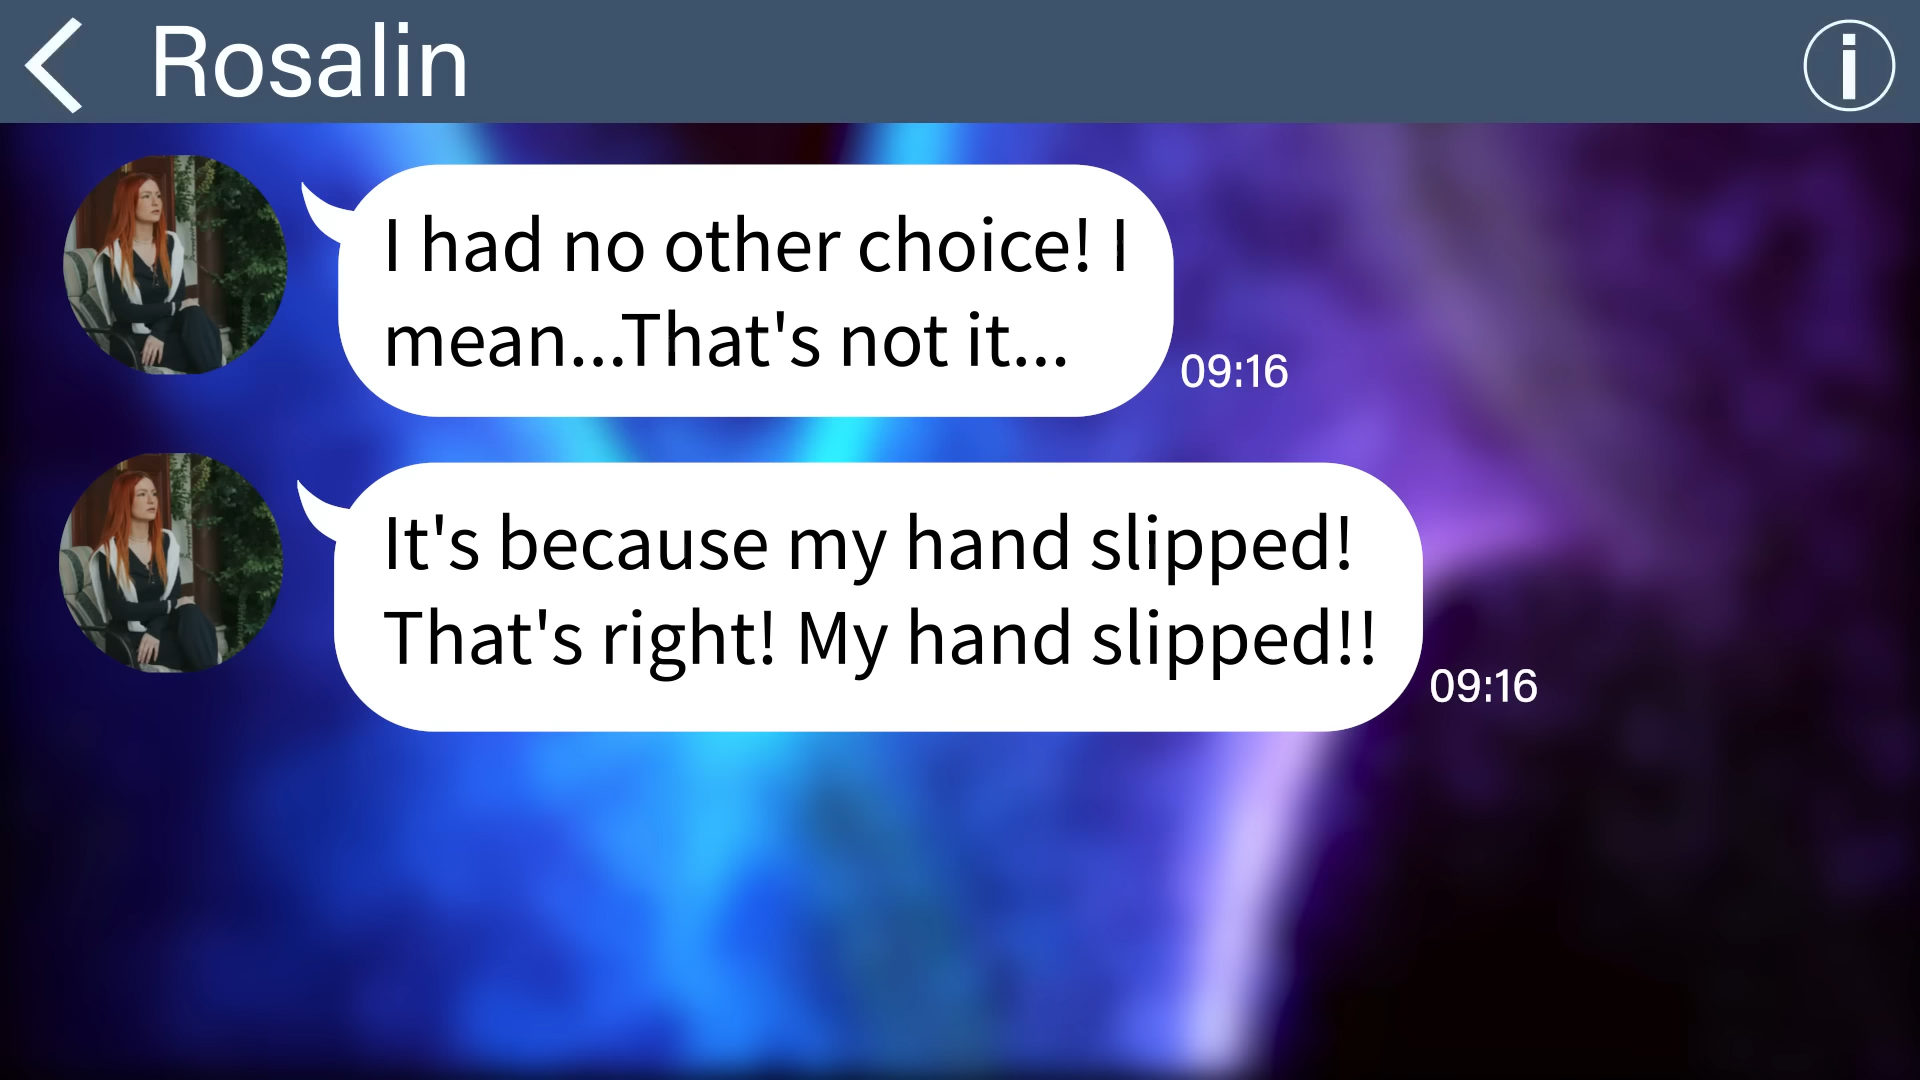 Rosalin
I had no other choice! I
mean...That's not it...
09:16
It's because my hand slipped!
That's right! My hand slipped!!
09:16